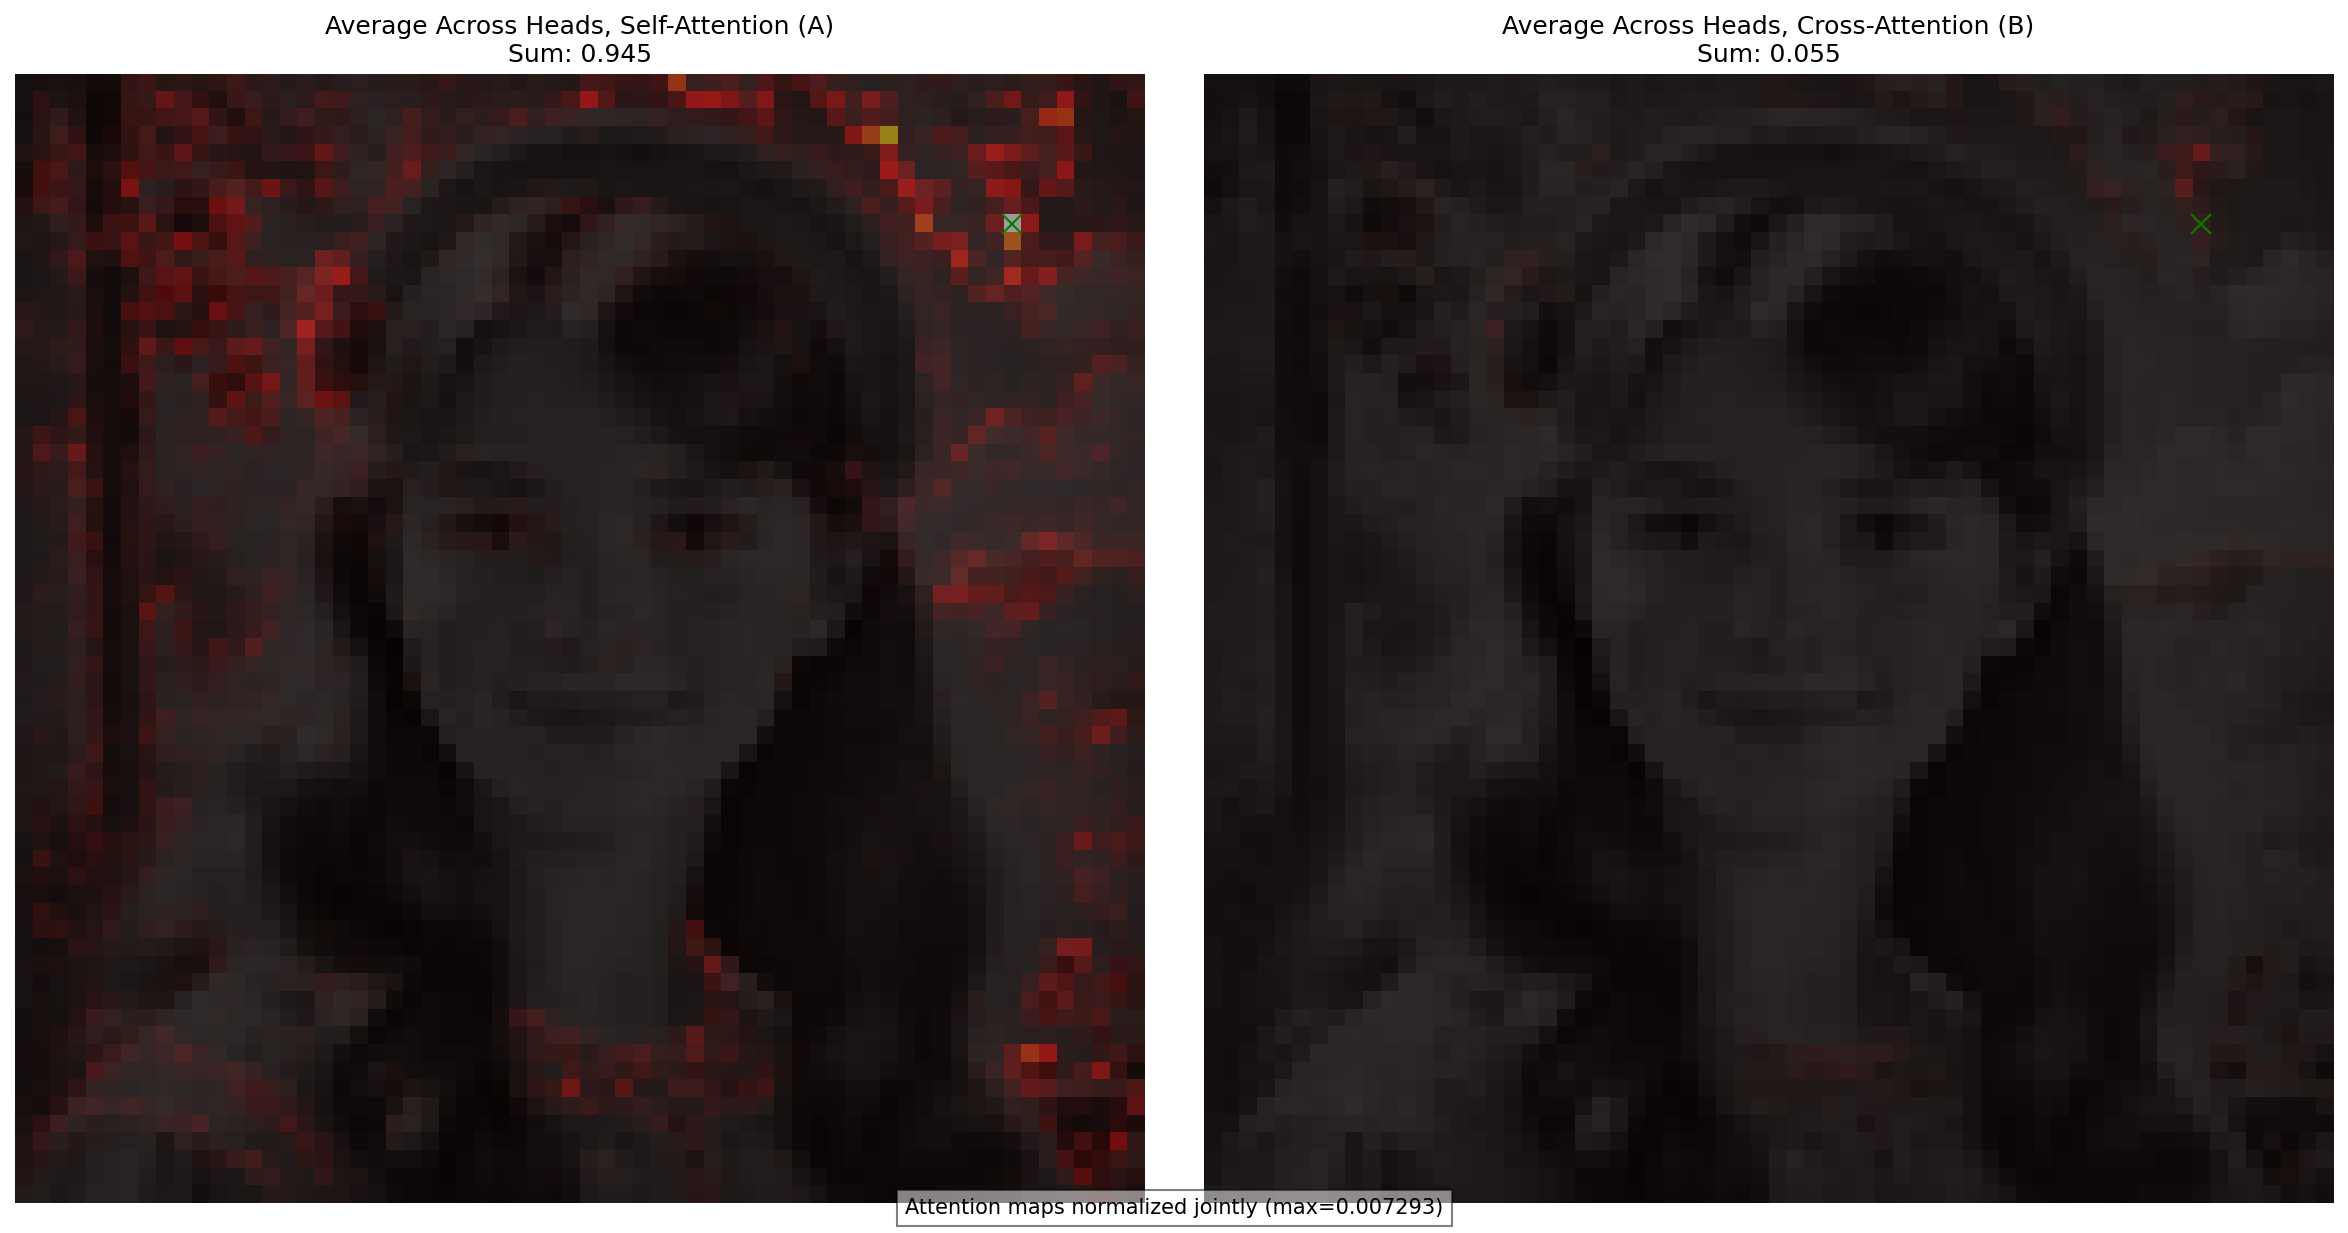 Average Across Heads, Self-Attention (A)
Sum: 0.945
Average Across Heads, Cross-Attention (B)
Sum: 0.055
Attention maps normalized jointly (max=0.007293)